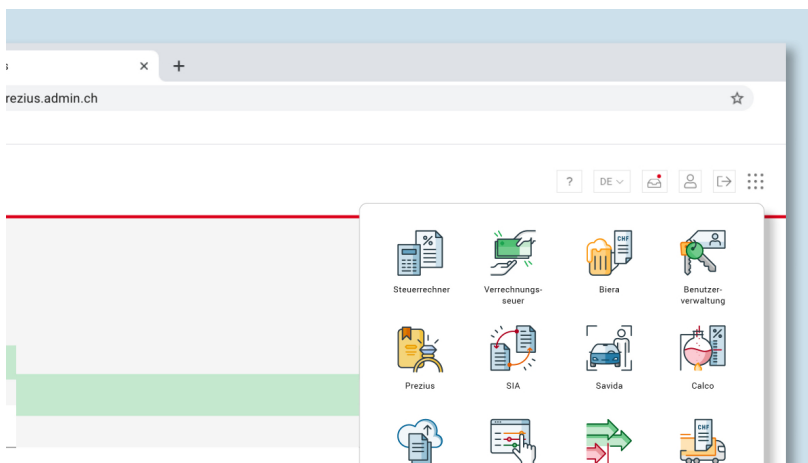 s × +
rezius.admin.ch
? DE
Steuerrechner
Verrechnungs-
seuer
Biera
Benutzer-
verwaltung
Prezius
SIA
Savida
Calco
%
CHF
%
CHF